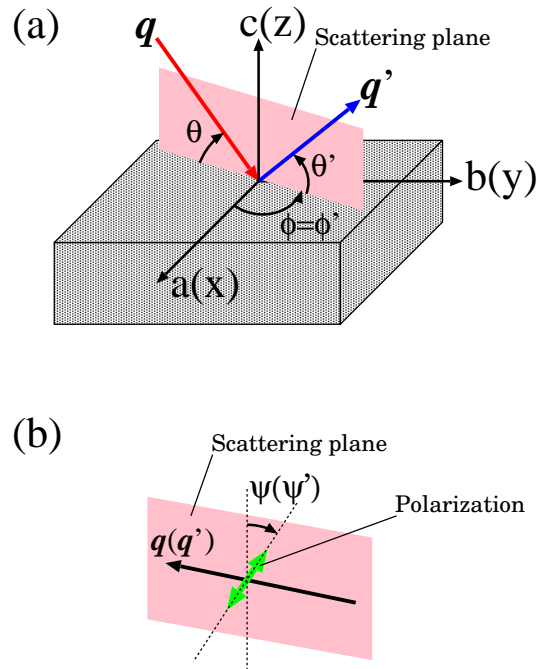 (a)
q
c(z)
Scattering plane
q’
θ
θ’
b(y)
ϕ=ϕ’
a(x)
(b)
Scattering plane
ψ(ψ’)
Polarization
q(q’)